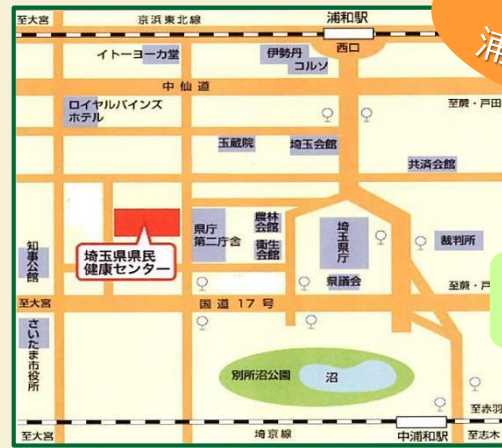 至大宮
京浜東北線
浦和駅
西口
浦
イトーヨーカ堂
伊勢丹
コルソ
中仙道
ロイヤルパインズ
ホテル
至蕨・戸田
玉蔵院
埼玉会館
共済会館
県庁
第二庁舎
農林
会館
衛生
会館
埼玉県庁
県議会
裁判所
知事公館
埼玉県県民
健康センター
至大宮
国道17号
至蕨・戸
さいたま市役所
別所沼公園
沼
至赤羽
至大宮
埼京線
中浦和駅
至志木